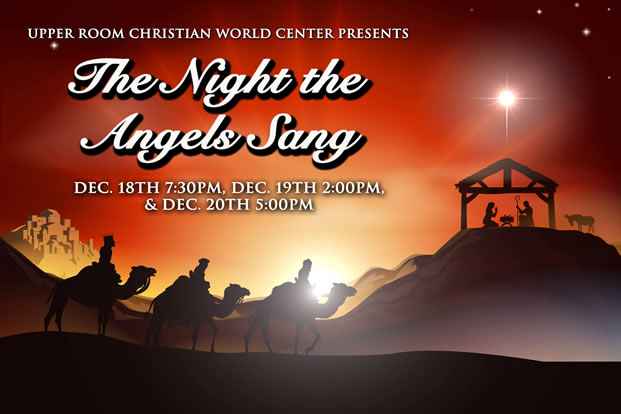 UPPER ROOM CHRISTIAN WORLD CENTER PRESENTS
The Night the
Angels Sang
DEC. 18TH 7:30PM, DEC. 19TH 2:00PM,
& DEC. 20TH 5:00PM